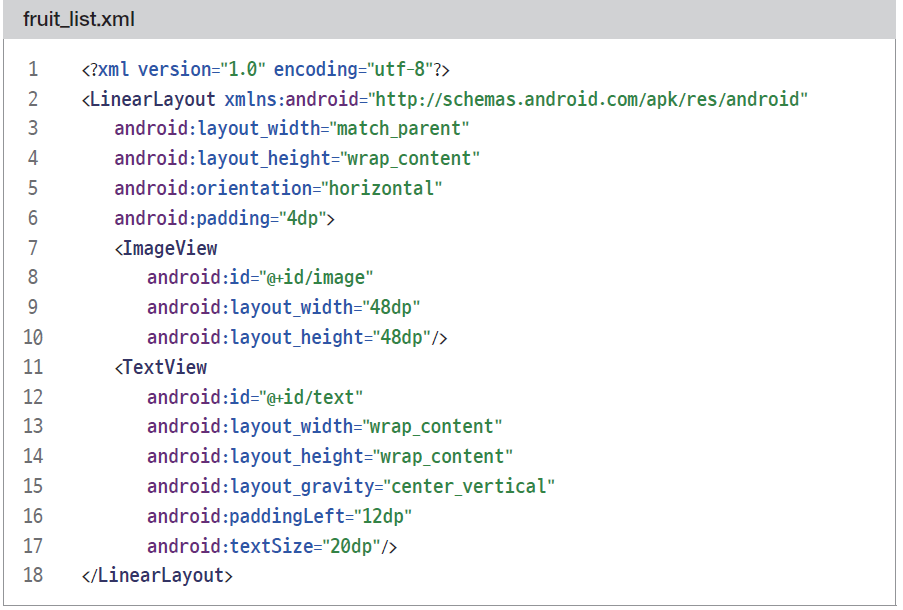 fruit_list.xml
1 <?xml version="1.0" encoding="utf-8"?>
2 <LinearLayout xmlns:android="http://schemas.android.com/apk/res/android"
3 android:layout_width="match_parent"
4 android:layout_height="wrap_content"
5 android:orientation="horizontal"
6 android:padding="4dp">
7 <ImageView
8 android:id="@+id/image"
9 android:layout_width="48dp"
10 android:layout_height="48dp"/>
11 <TextView
12 android:id="@+id/text"
13 android:layout_width="wrap_content"
14 android:layout_height="wrap_content"
15 android:layout_gravity="center_vertical"
16 android:paddingLeft="12dp"
17 android:textSize="20dp"/>
18 </LinearLayout>